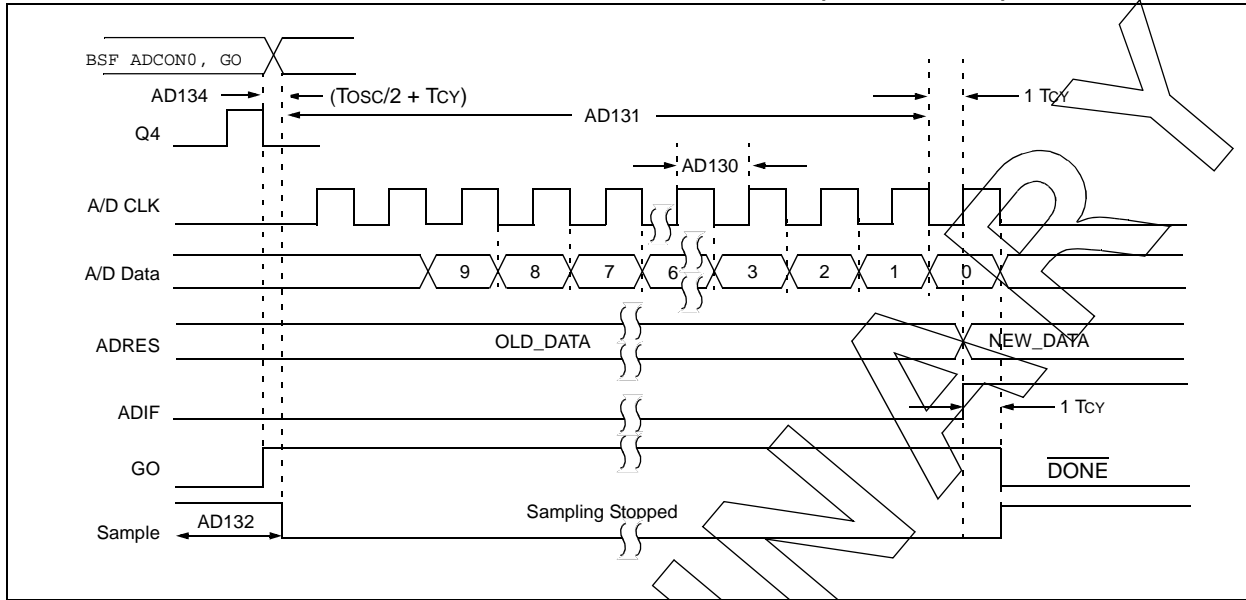 BSF ADCON0, GO
AD134
(TOSC/2 + TCY)
1 TCY
AD131
Q4
AD130
A/D CLK
A/D Data
9 8 7 6 3 2 1 0
ADRES
OLD_DATA
NEW_DATA
ADIF
1 TCY
GO
DONE
AD132
Sampling Stopped
Sample